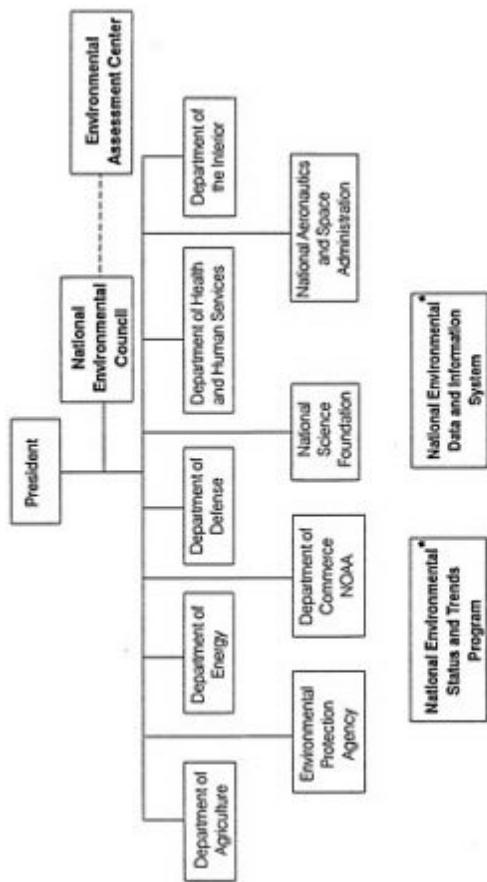 President
National
Environmental
Council
Environmental
Assessment Center
Department of
Agriculture
Department of
Energy
Department of
Defense
Department of Health
and Human Services
Department of
the Interior
Environmental
Protection
Agency
Department of
Commerce
NOAA
National
Science
Foundation
National Aeronautics
and Space
Administration
National Environmental*
Status and Trends
Program
National Environmental*
Data and Information
System